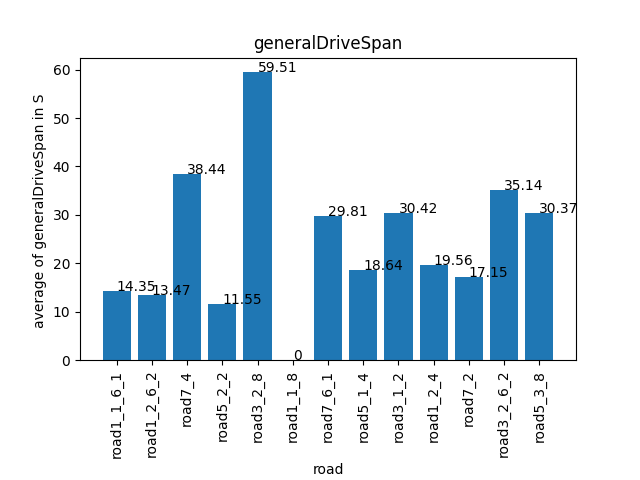 generalDriveSpan
average of generalDriveSpan in S
60
50
40
30
20
10
0
14.35
13.47
38.44
11.55
59.51
0
29.81
18.64
30.42
19.56
17.15
35.14
30.37
road1_1_6_1
road1_2_6_2
road7_4
road5_2_2
road3_2_8
road1_1_8
road7_6_1
road5_1_4
road3_1_2
road1_2_4
road7_2
road3_2_6_2
road5_3_8
road